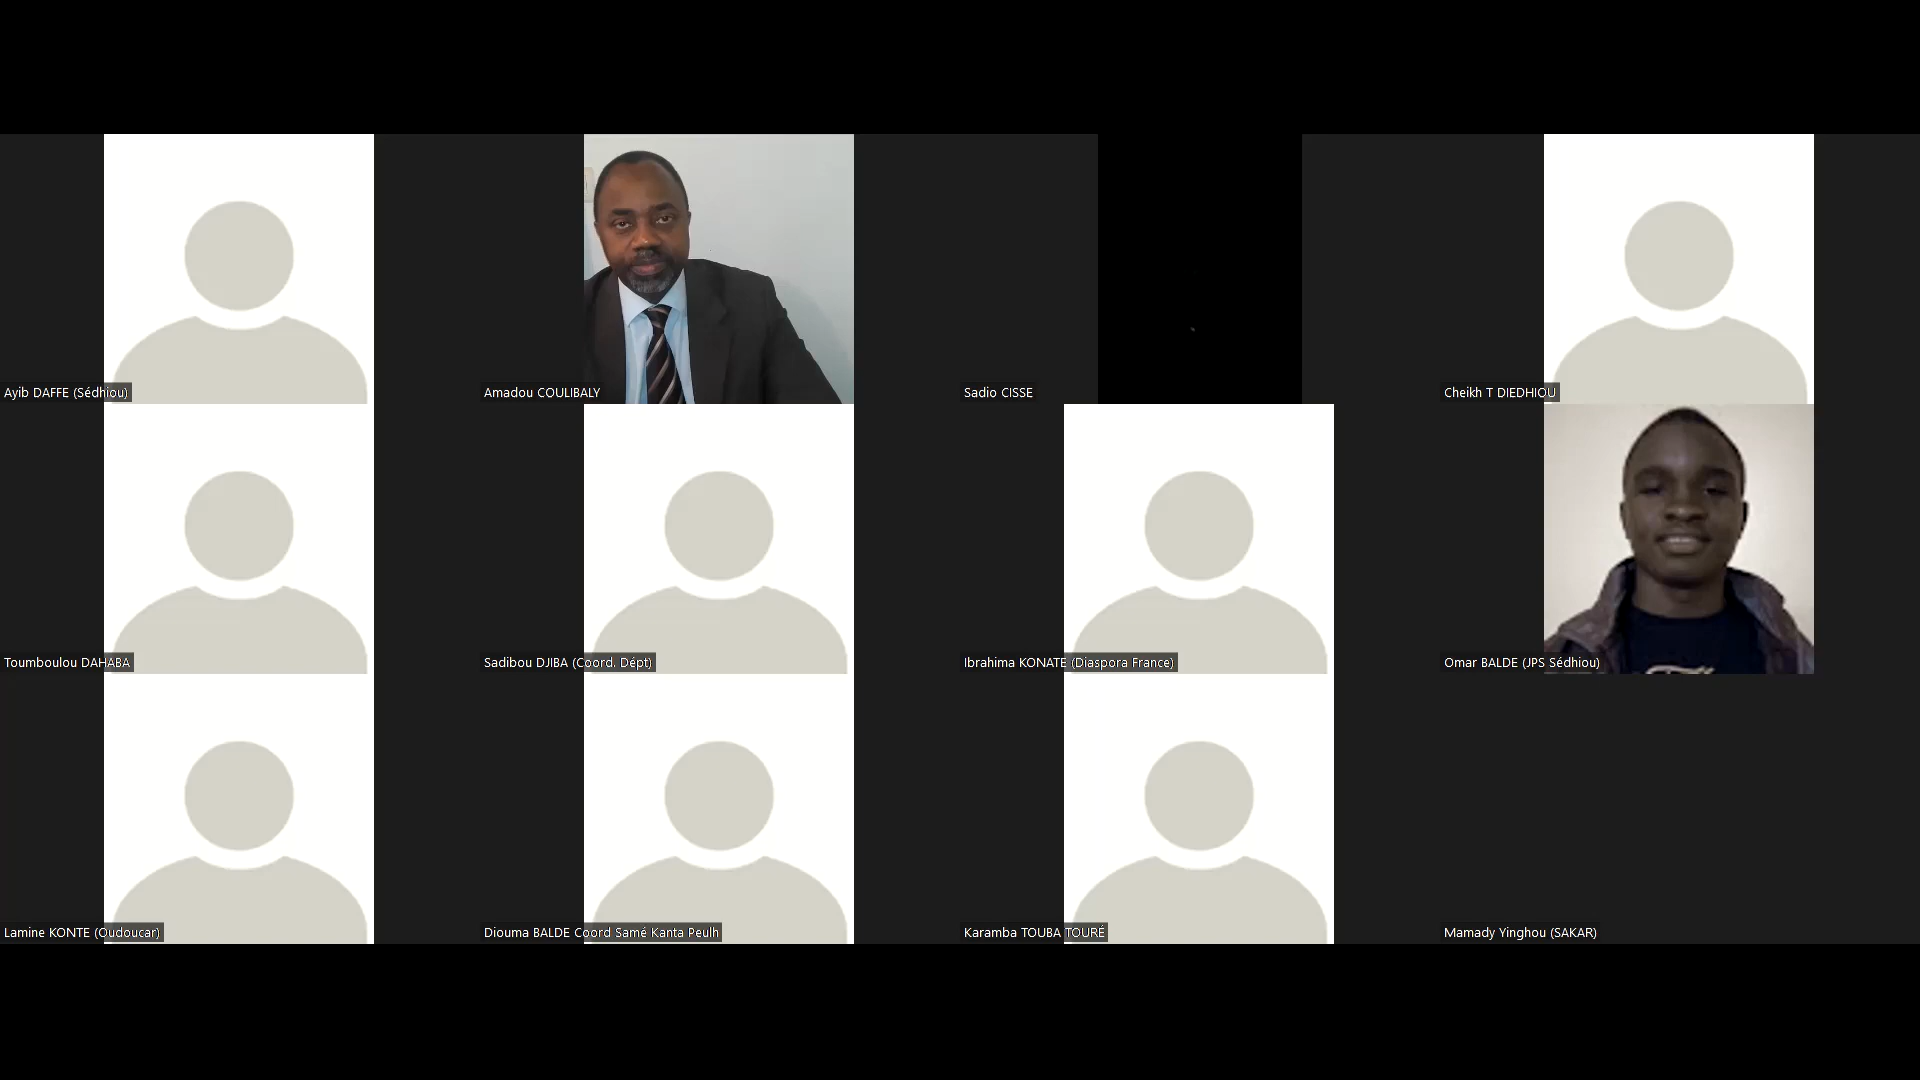 Ayib DAFFE (Sédhiou)
Amadou COULIBALY
Sadio CISSE
Cheikh T DIEDHIOU
Toumboulou DAHABA
Sadibou DJIBA (Coord. Dépt)
Ibrahima KONATE (Diaspora France)
Omar BALDE (JPS Sédhiou)
Lamine KONTE (Oudoucar)
Diouma BALDE Coord Samé Kanta Peulh
Karamba TOUBA TOURÉ
Mamady Yinghou (SAKAR)